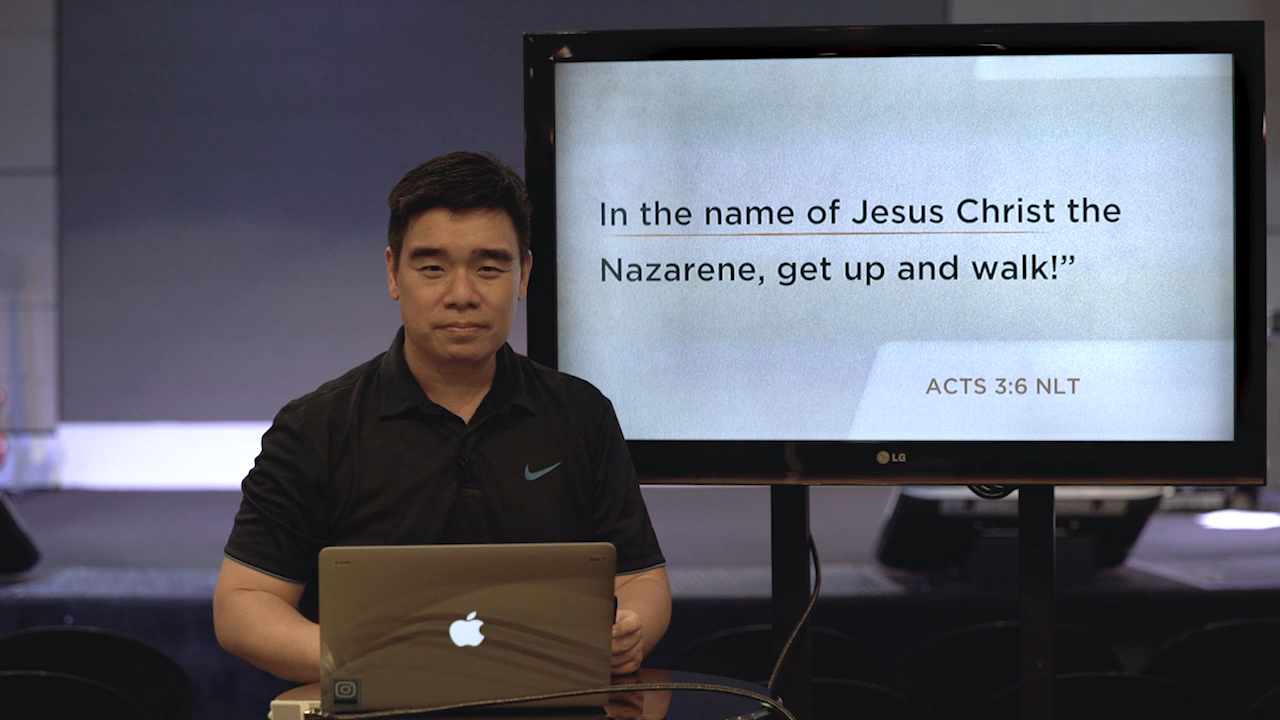 In the name of Jesus Christ the
Nazarene, get up and walk!”
ACTS 3:6 NLT
LG